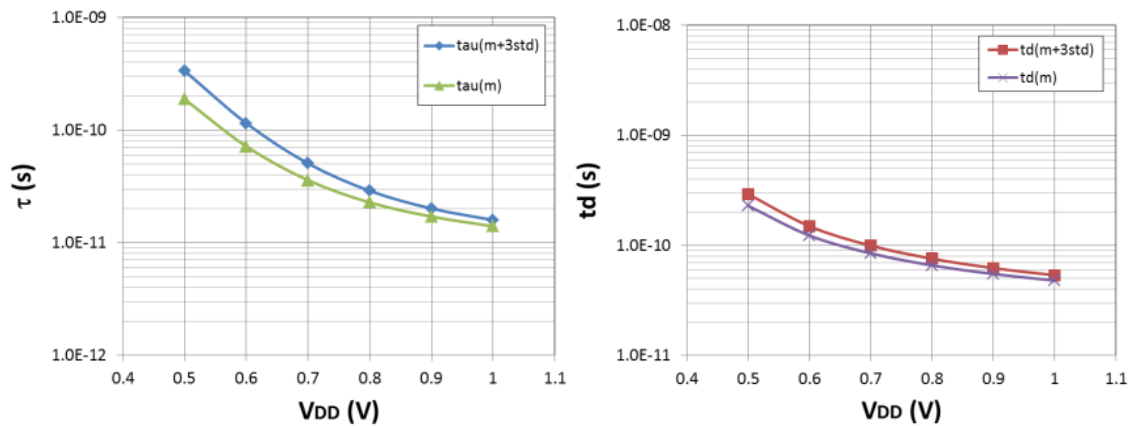 1.0E-09
1.0E-10
1.0E-11
1.0E-12
τ (s)
tau(m+3std)
tau(m)
0.4 0.5 0.6 0.7 0.8 0.9 1 1.1
VDD (V)
1.0E-08
1.0E-09
1.0E-10
1.0E-11
td (s)
td(m+3std)
td(m)
0.4 0.5 0.6 0.7 0.8 0.9 1 1.1
VDD (V)